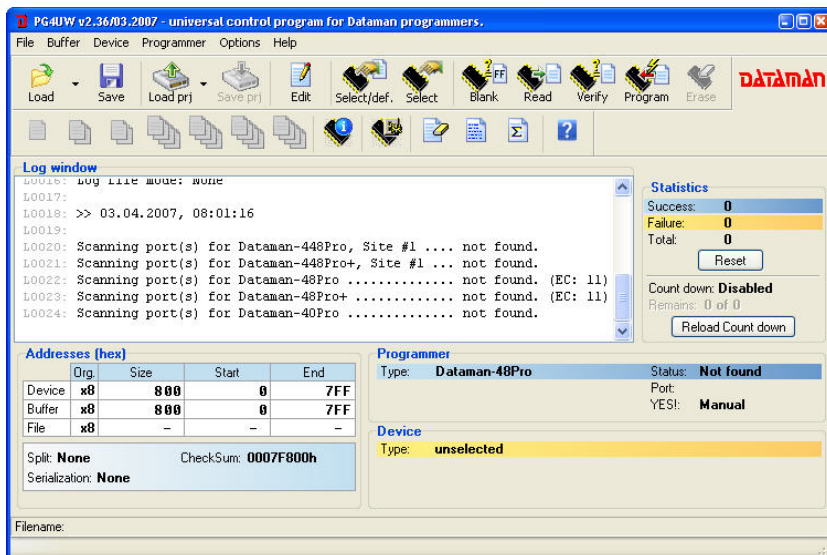 PG4UW v2.36/03.2007 - universal control program for Dataman programmers.
File Buffer Device Programmer Options Help
Load Save Load prj Save prj Edit Select/def. Select Blank Read Verify Program Erase
DATAMAN
Log window
L0016: Log file mode: None
L0017:
L0018: >> 03.04.2007, 08:01:16
L0019:
L0020: Scanning port(s) for Dataman-448Pro, Site #1 .... not found.
L0021: Scanning port(s) for Dataman-448Pro+, Site #1 ... not found.
L0022: Scanning port(s) for Dataman-48Pro .............. not found. (EC: 11)
L0023: Scanning port(s) for Dataman-48Pro+ ............. not found. (EC: 11)
L0024: Scanning port(s) for Dataman-40Pro .............. not found.
Statistics
Success: 0
Failure: 0
Total: 0
Reset
Count down: Disabled
Remains: 0 of 0
Reload Count down
Addresses (hex)
Org. Size Start End
Device x8 800 0 7FF
Buffer x8 800 0 7FF
File x8 - - -
Split: None CheckSum: 0007F800h
Serialization: None
Programmer
Type: Dataman-48Pro Status: Not found
Port:
YES!: Manual
Device
Type: unselected
Filename: